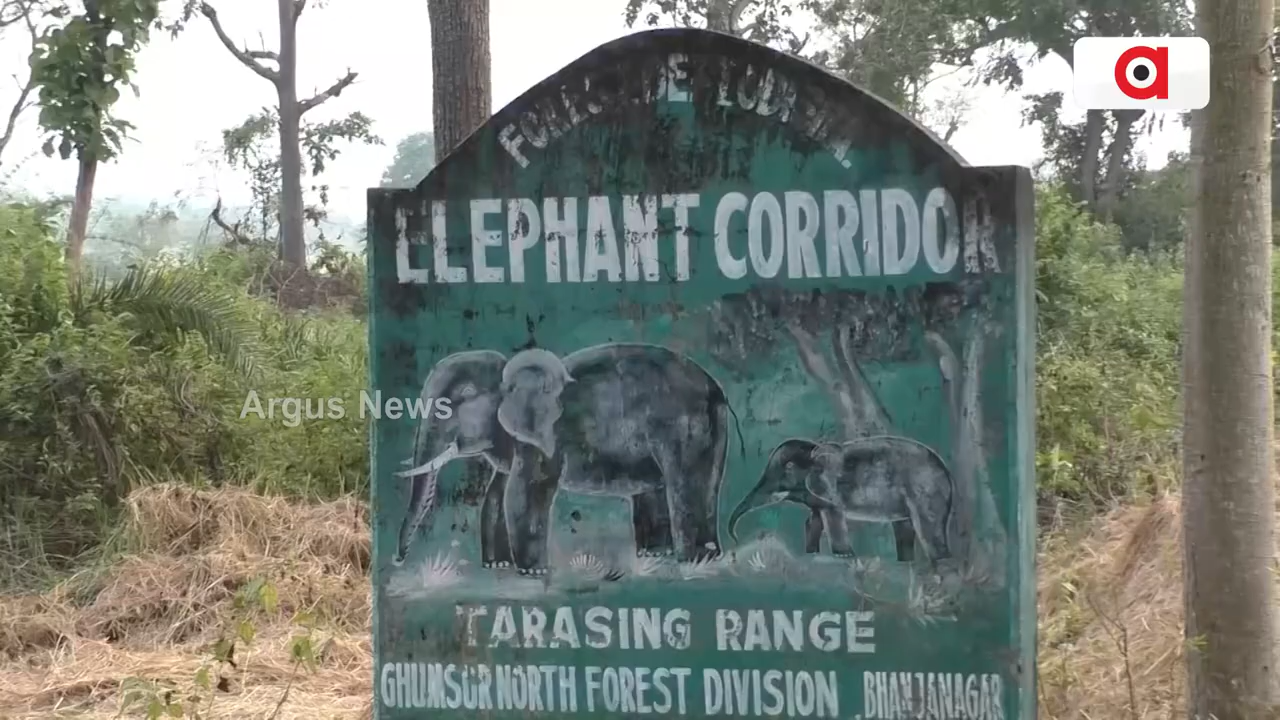 ELEPHANT CORRIDOR
Argus News
TARASING RANGE
GHUMSUR NORTH FOREST DIVISION, BHANJANAGAR